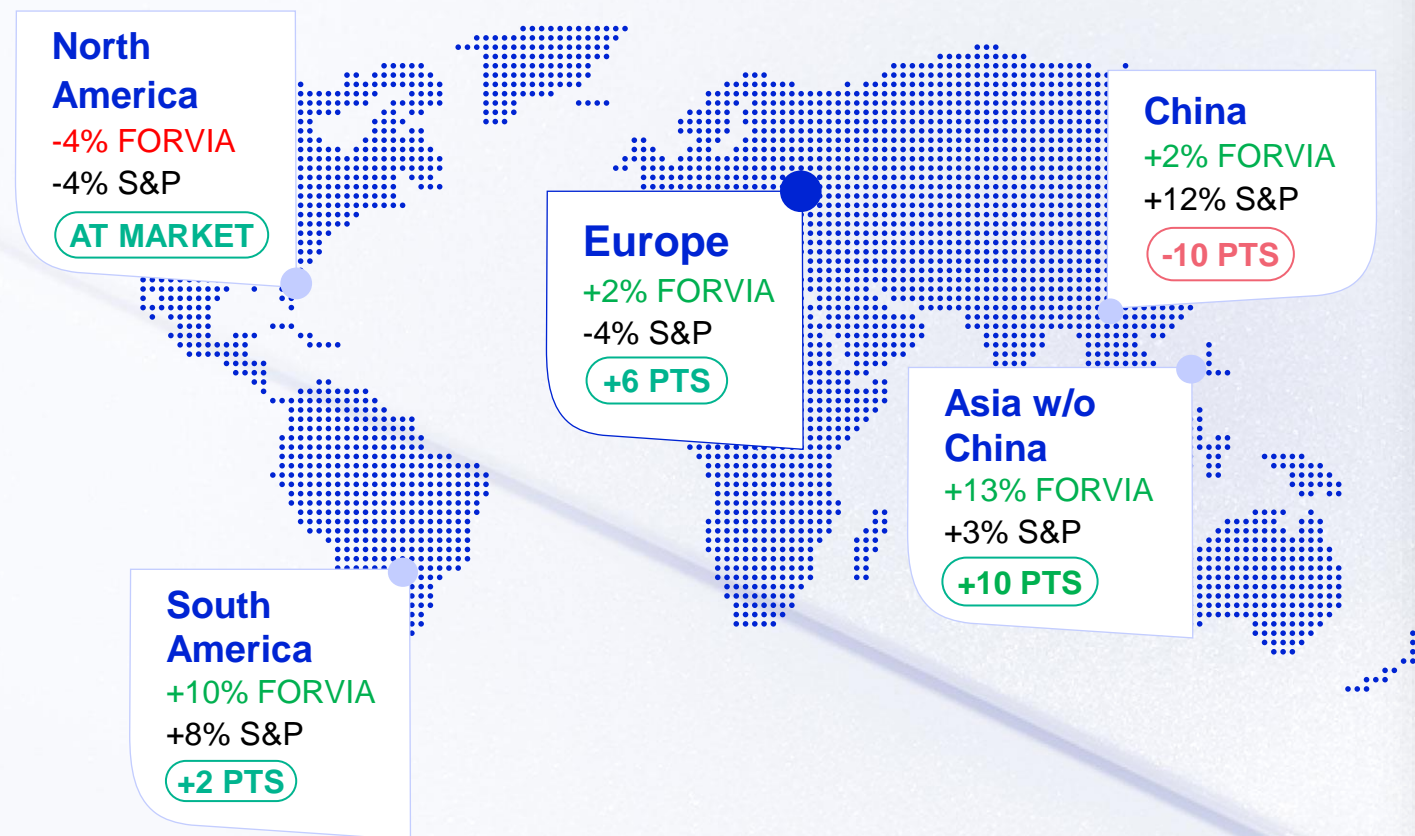 North
America
-4% FORVIA
-4% S&P
AT MARKET
China
+2% FORVIA
+12% S&P
-10 PTS
Europe
+2% FORVIA
-4% S&P
+6 PTS
Asia w/o
China
+13% FORVIA
+3% S&P
+10 PTS
South
America
+10% FORVIA
+8% S&P
+2 PTS